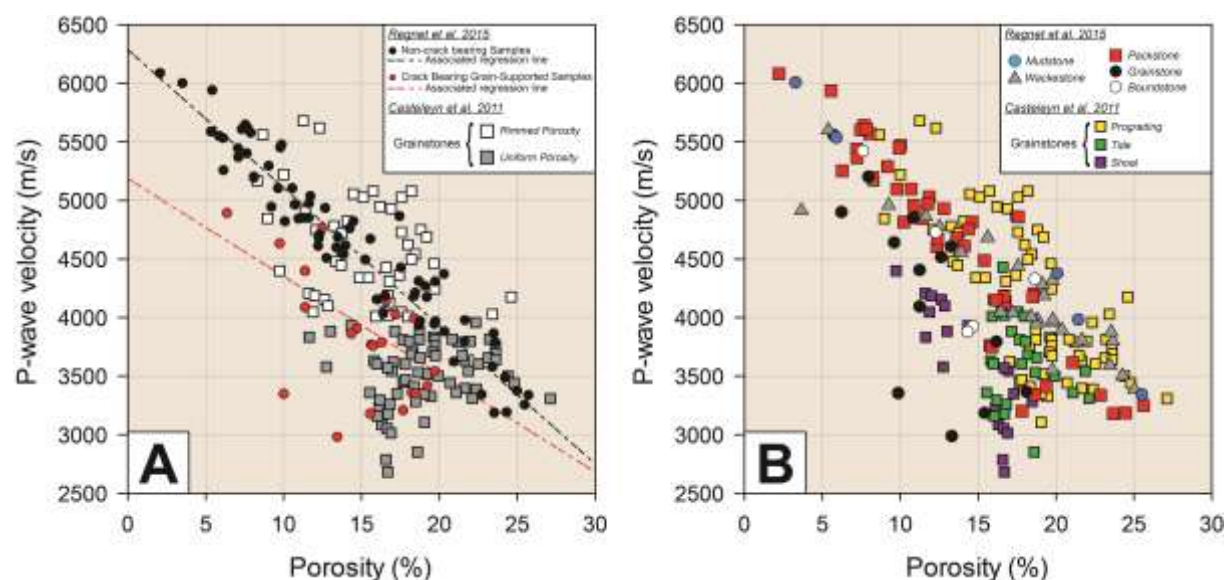 6500
6000
5500
5000
4500
4000
3500
3000
2500
P-wave velocity (m/s)
0 5 10 15 20 25 30
Porosity (%)
A
Regnet et al. 2015
Non-crack bearing Samples
Associated regression line
Crack Bearing Grain-Supported Samples
Associated regression line
Casteleyn et al. 2011
Grainstones
Rimmed Porosity
Uniform Porosity
6500
6000
5500
5000
4500
4000
3500
3000
2500
P-wave velocity (m/s)
0 5 10 15 20 25 30
Porosity (%)
B
Regnet et al. 2015
Mudstone
Wackestone
Packstone
Grainstone
Boundstone
Casteleyn et al. 2011
Grainstones
Prograding
Tide
Shoal